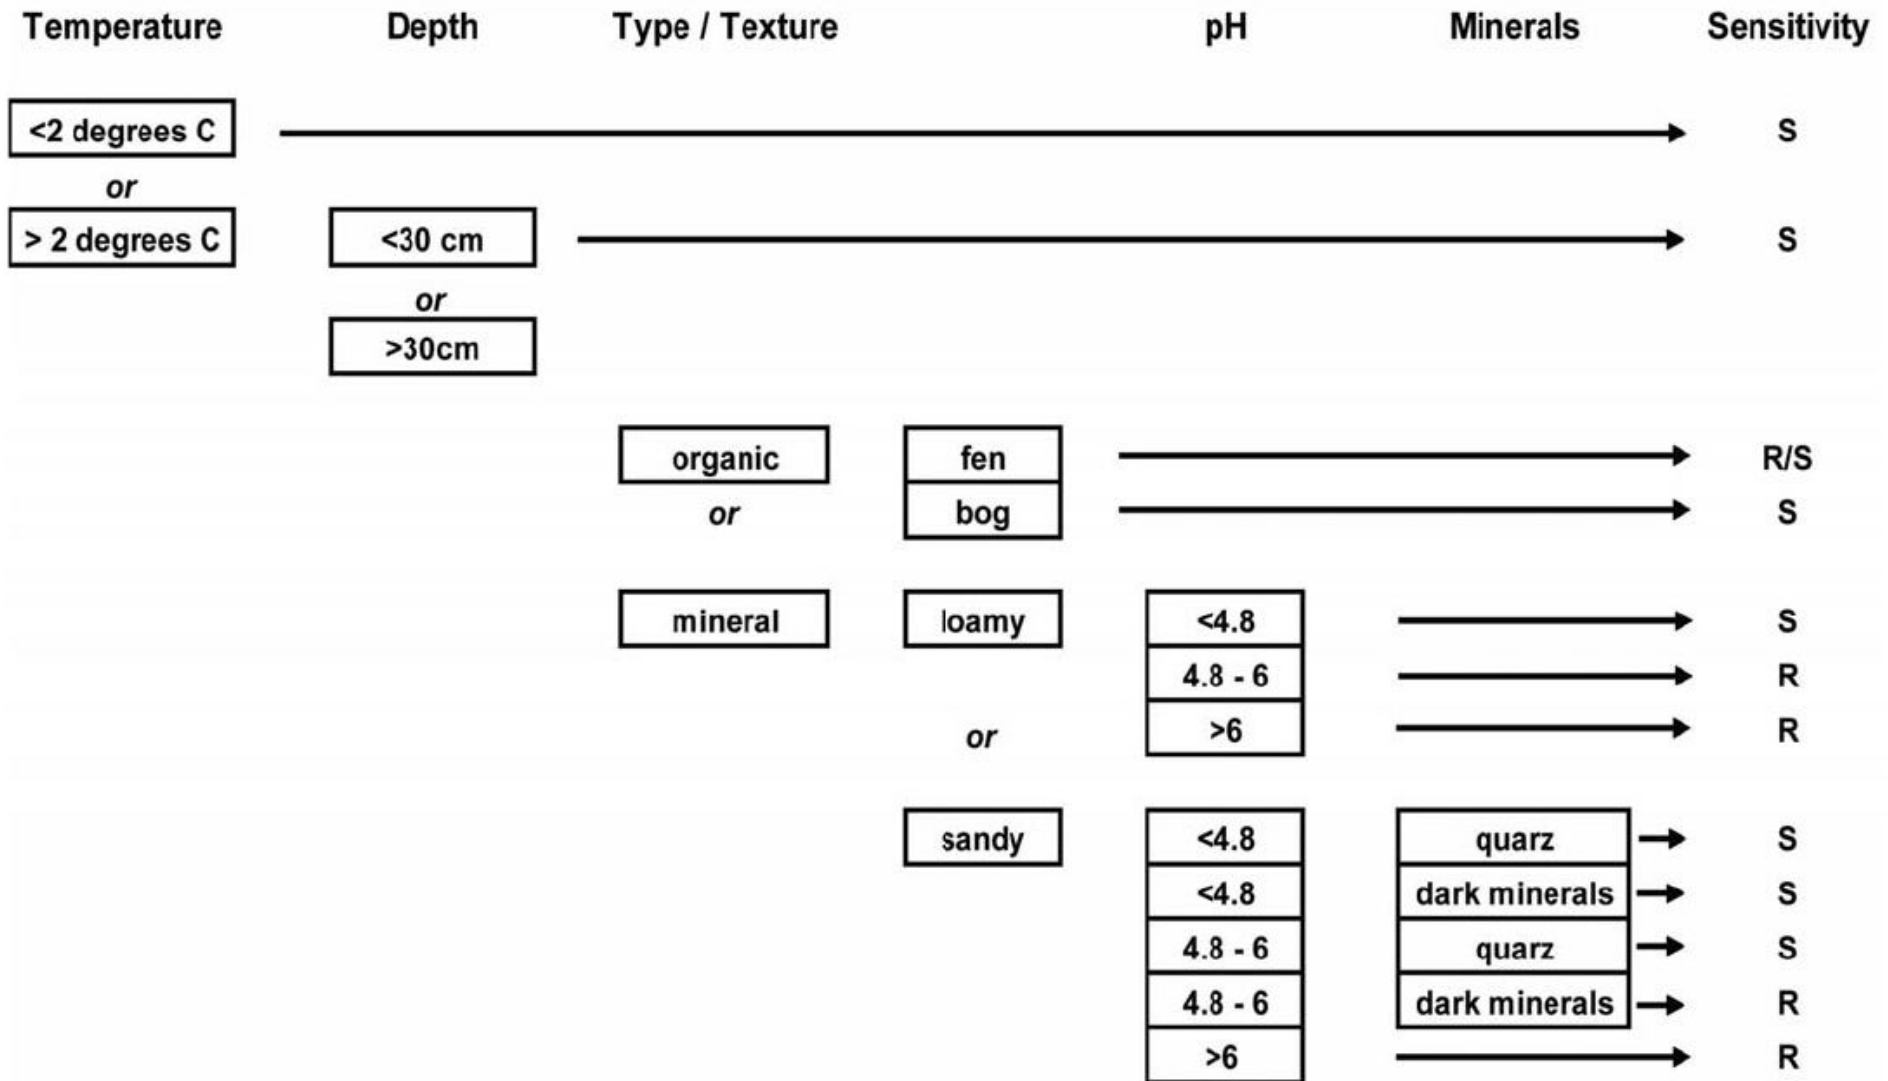 Temperature Depth Type / Texture pH Minerals Sensitivity
<2 degrees C S
or
> 2 degrees C <30 cm S
or
>30cm
organic fen R/S
or bog S
mineral loamy <4.8 S
4.8 - 6 R
or >6 R
sandy <4.8 quarz S
<4.8 dark minerals S
4.8 - 6 quarz S
4.8 - 6 dark minerals R
>6 R